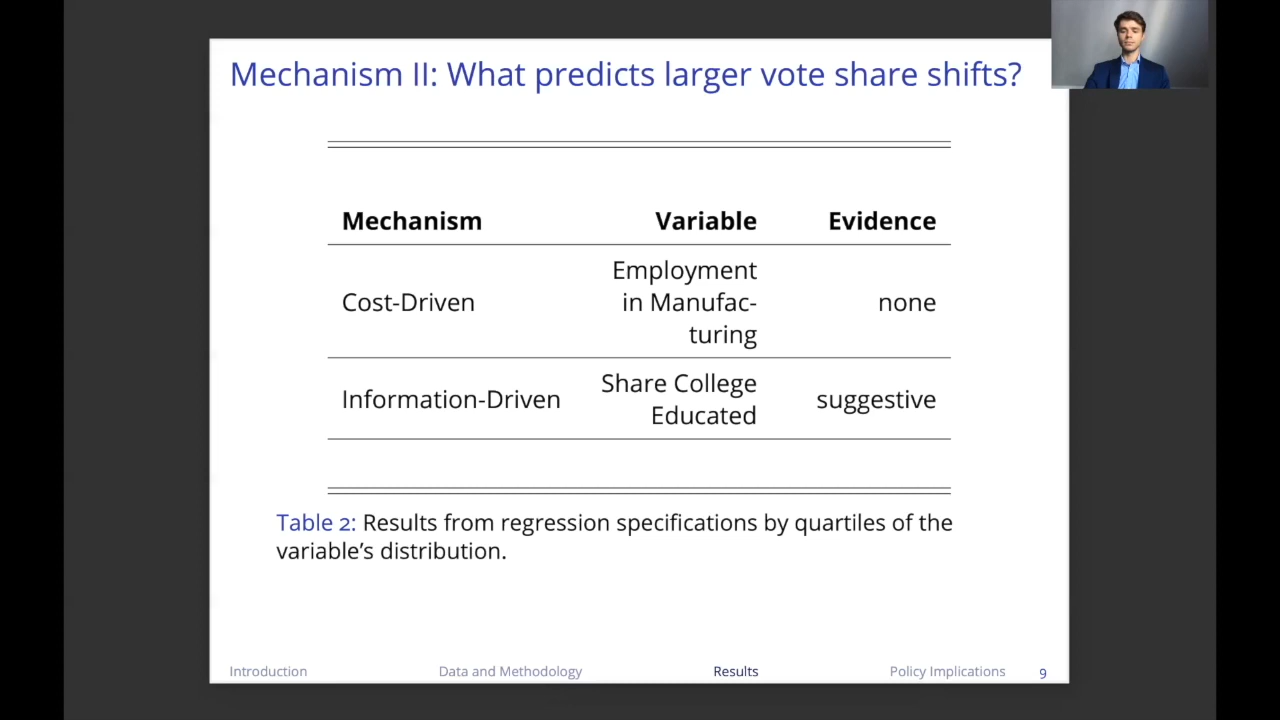 Mechanism II: What predicts larger vote share shifts?
Mechanism Variable Evidence
Cost-Driven Employment in Manufac- turing none
Information-Driven Share College Educated suggestive
Table 2: Results from regression specifications by quartiles of the
variable's distribution.
Introduction Data and Methodology Results Policy Implications 9